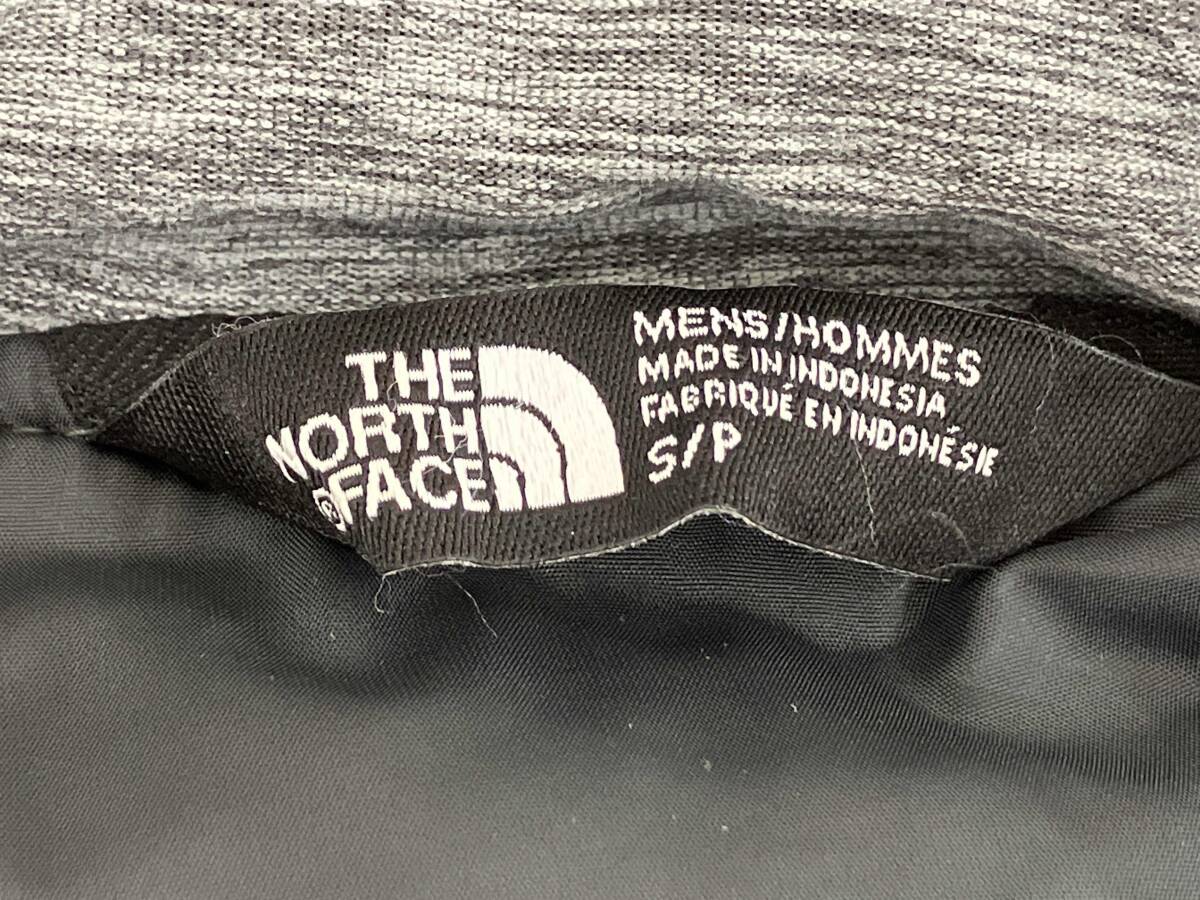 THE
NORTH
FACE
®
MENS/HOMMES
MADE IN INDONESIA
FABRIQUÉ EN INDONÉSIE
S/P